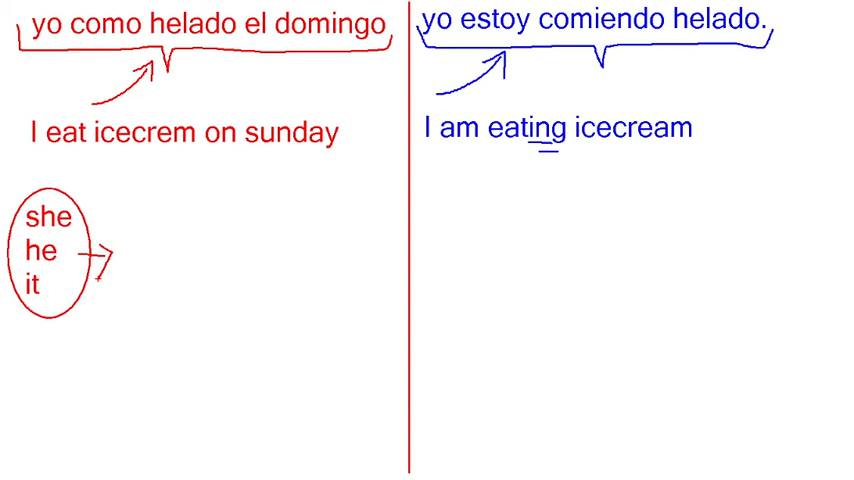 yo como helado el domingo
I eat icecrem on sunday
she
he
it
yo estoy comiendo helado.
I am eating icecream